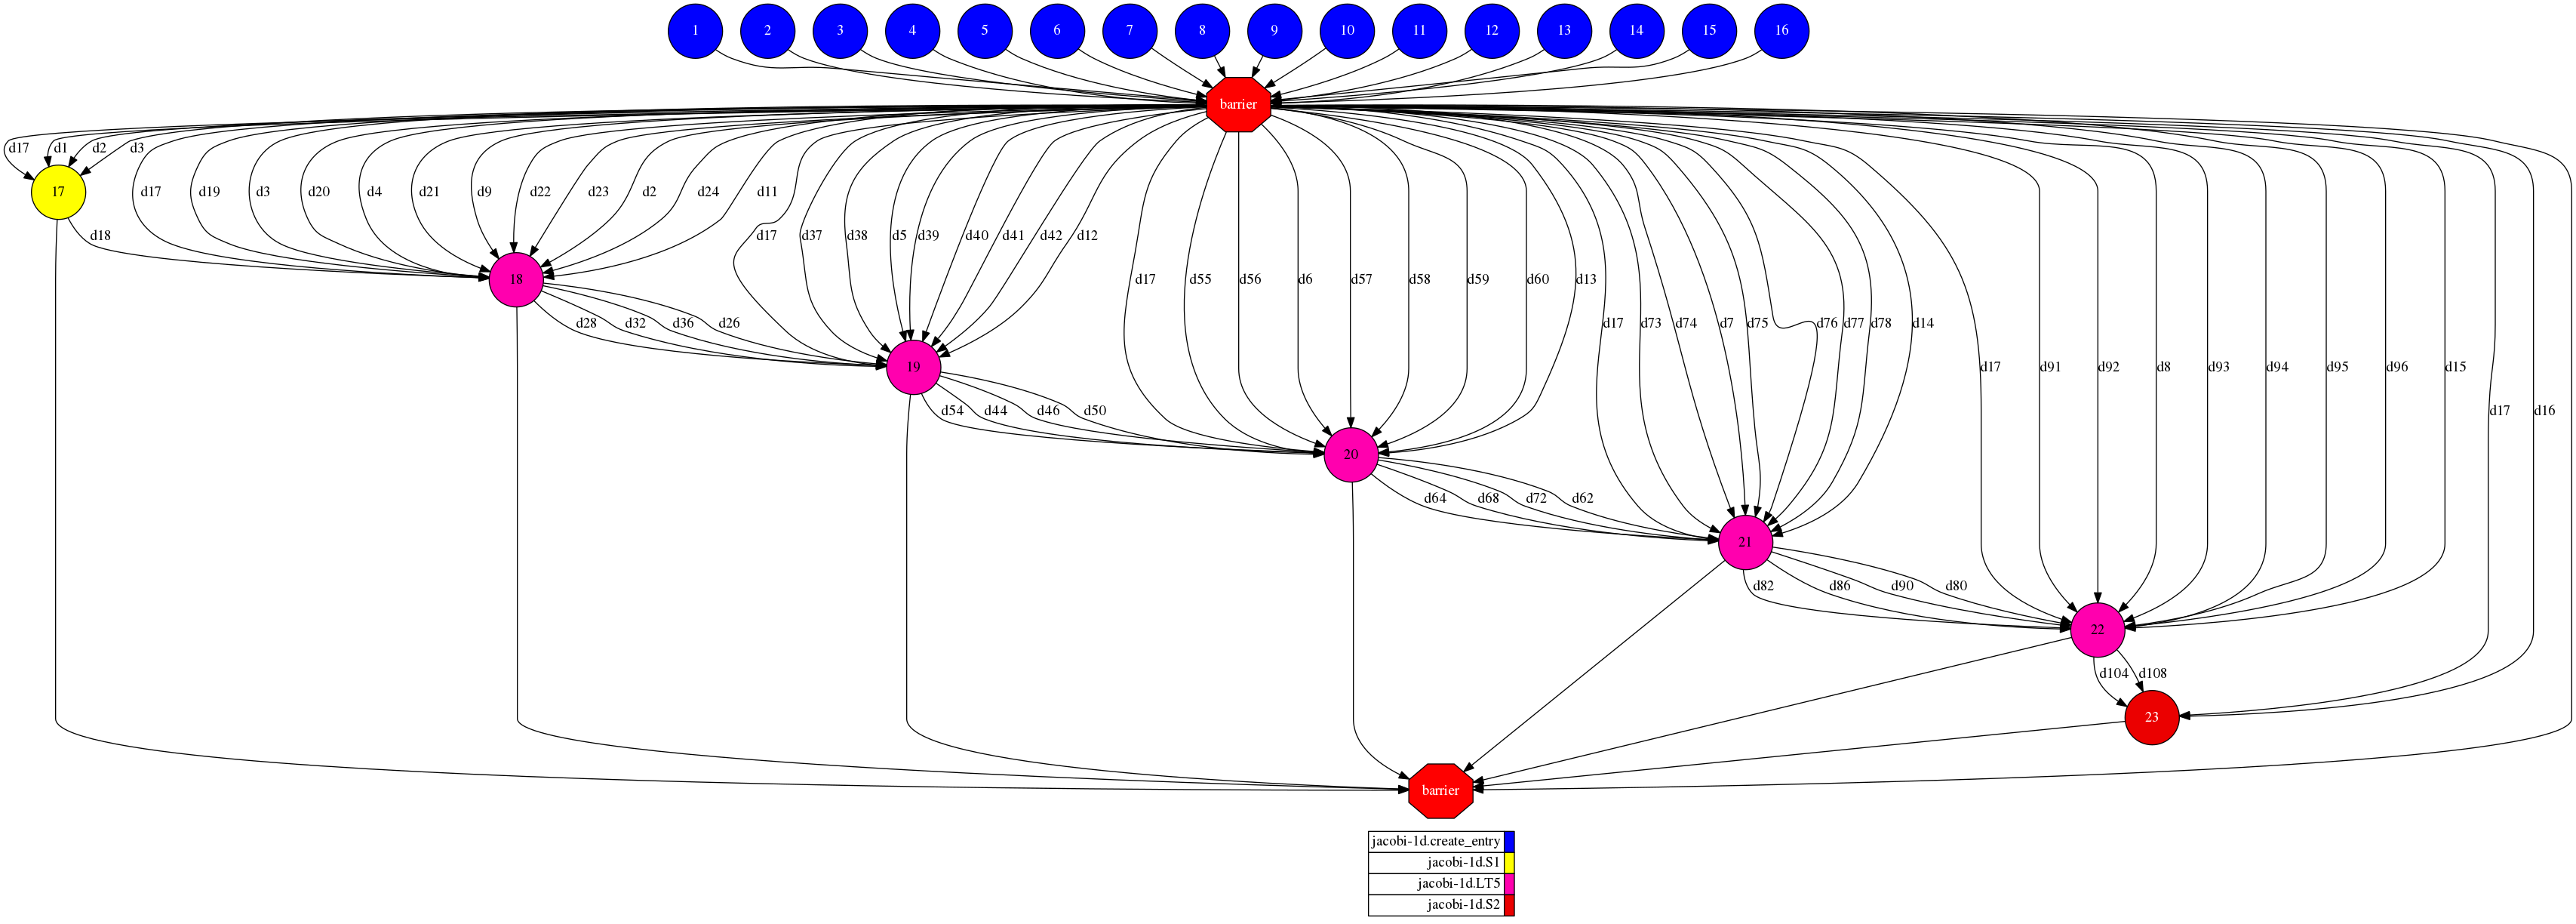 1 2 3 4 5 6 7 8 9 10 11 12 13 14 15 16
barrier
d17 d1 d2 d3
17 d17 d19 d3 d20 d4 d21 d9 d22 d23 d2 d24 d11
d18 d17 d37 d38 d5 d39 d40 d41 d42 d12
18 d17 d55 d56 d6 d57 d58 d59 d60 d13
d28 d32 d36 d26 d17 d73 d74 d7 d75 d76 d77 d78 d14
19 d17 d91 d92 d8 d93 d94 d95 d96 d15
d54 d44 d46 d50 d17 d16
20
d64 d68 d72 d62
21
d82 d86 d90 d80
22
d104 d108
23
barrier
jacobi-1d.create_entry
jacobi-1d.S1
jacobi-1d.LT5
jacobi-1d.S2